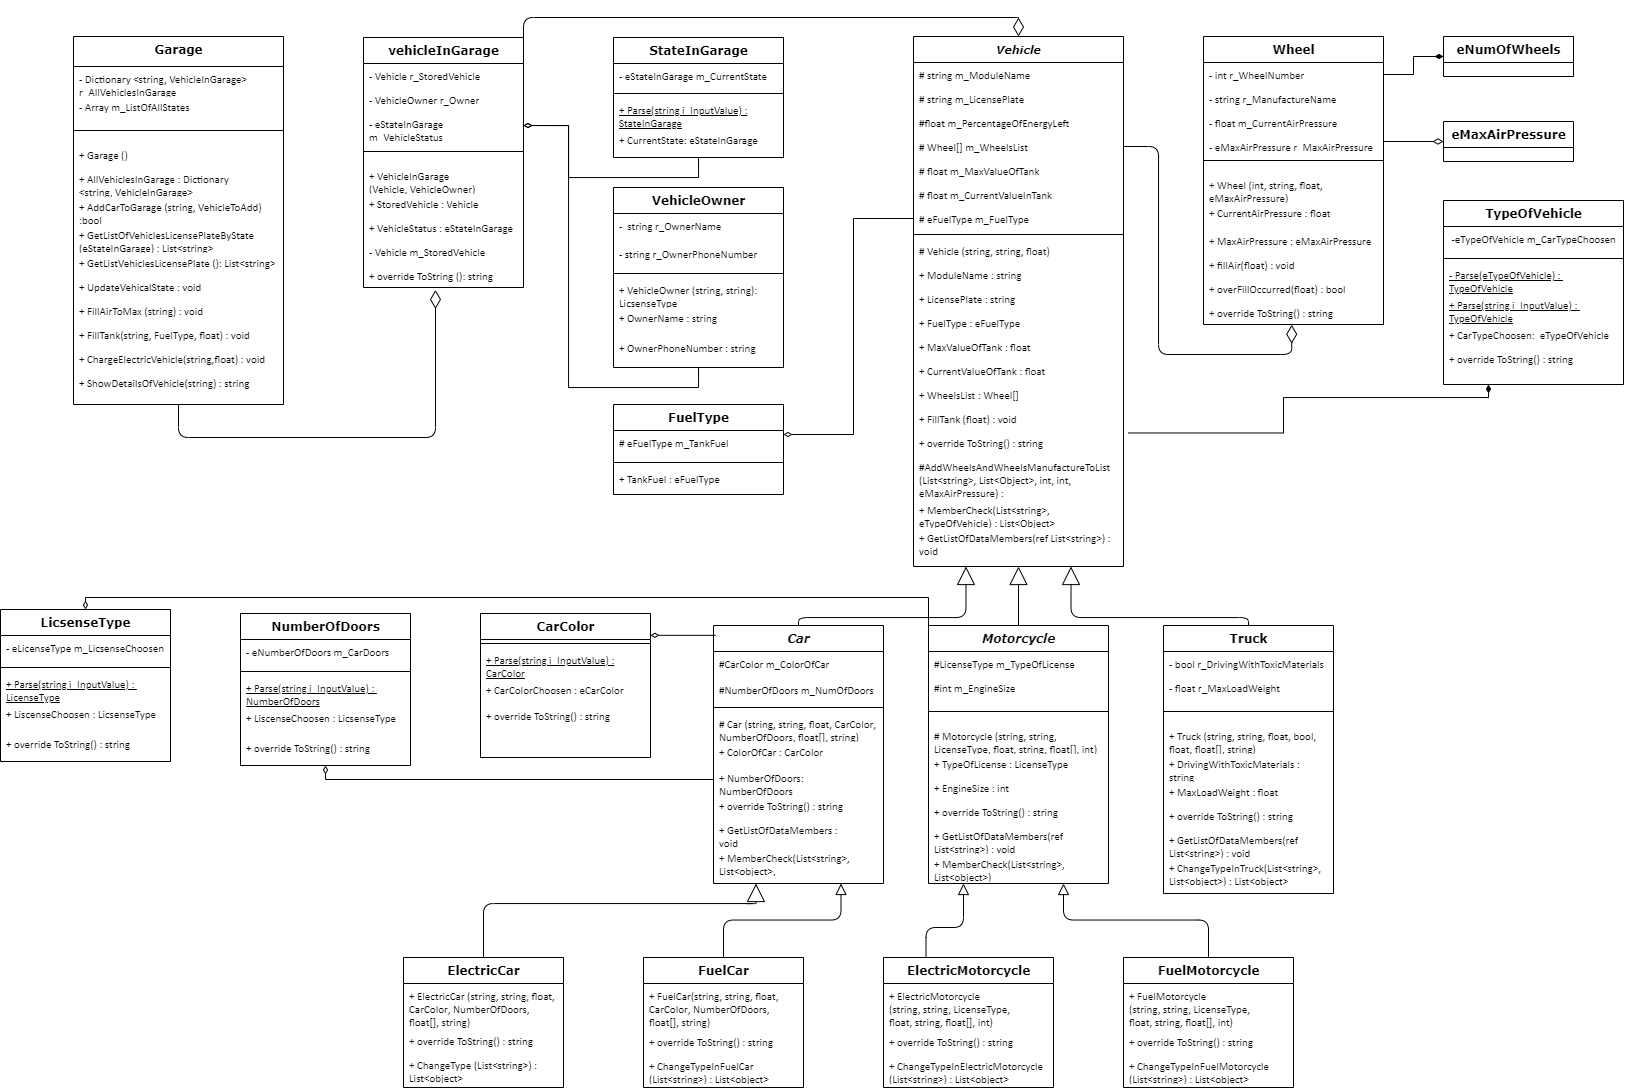 Garage
- Dictionary <string, VehicleInGarage>
r_AllVehiclesInGarage
- Array m_ListOfAllStates
+ Garage ()
+ AllVehiclesInGarage : Dictionary
<string, VehicleInGarage>
+ AddCarToGarage (string, VehicleToAdd)
:bool
+ GetListOfVehiclesLicensePlateByState
(eStateInGarage) : List<string>
+ GetListVehiclesLicensePlate (): List<string>
+ UpdateVehicalState : void
+ FillAirToMax (string) : void
+ FillTank(string, FuelType, float) : void
+ ChargeElectricVehicle(string,float) : void
+ ShowDetailsOfVehicle(string) : string
vehicleInGarage
- Vehicle r_StoredVehicle
- VehicleOwner r_Owner
- eStateInGarage
m_VehicleStatus
+ VehicleInGarage
(Vehicle, VehicleOwner)
+ StoredVehicle : Vehicle
+ VehicleStatus : eStateInGarage
- Vehicle m_StoredVehicle
+ override ToString (): string
StateInGarage
- eStateInGarage m_CurrentState
+ Parse(string i_InputValue) :
StateInGarage
+ CurrentState: eStateInGarage
VehicleOwner
- string r_OwnerName
- string r_OwnerPhoneNumber
+ VehicleOwner (string, string):
LicsenseType
+ OwnerName : string
+ OwnerPhoneNumber : string
FuelType
# eFuelType m_TankFuel
+ TankFuel : eFuelType
Vehicle
# string m_ModuleName
# string m_LicensePlate
#float m_PercentageOfEnergyLeft
# Wheel[] m_WheelsList
# float m_MaxValueOfTank
# float m_CurrentValueInTank
# eFuelType m_FuelType
# Vehicle (string, string, float)
+ ModuleName : string
+ LicensePlate : string
+ FuelType : eFuelType
+ MaxValueOfTank : float
+ CurrentValueOfTank : float
+ WheelsList : Wheel[]
+ FillTank (float) : void
+ override ToString() : string
#AddWheelsAndWheelsManufactureToList
(List<string>, List<Object>, int, int,
eMaxAirPressure) :
+ MemberCheck(List<string>,
eTypeOfVehicle) : List<Object>
+ GetListOfDataMembers(ref List<string>) :
void
Wheel
- int r_WheelNumber
- string r_ManufactureName
- float m_CurrentAirPressure
- eMaxAirPressure r_MaxAirPressure
+ Wheel (int, string, float,
eMaxAirPressure)
+ CurrentAirPressure : float
+ MaxAirPressure : eMaxAirPressure
+ fillAir(float) : void
+ overFillOccurred(float) : bool
+ override ToString() : string
eNumOfWheels
eMaxAirPressure
TypeOfVehicle
-eTypeOfVehicle m_CarTypeChoosen
- Parse(eTypeOfVehicle) :
TypeOfVehicle
+ Parse(string i_InputValue) :
TypeOfVehicle
+ CarTypeChoosen: eTypeOfVehicle
+ override ToString() : string
LicsenseType
- eLicenseType m_LicsenseChoosen
+ Parse(string i_InputValue) :
LicenseType
+ LiscenseChoosen : LicsenseType
+ override ToString() : string
NumberOfDoors
- eNumberOfDoors m_CarDoors
+ Parse(string i_InputValue) :
NumberOfDoors
+ LiscenseChoosen : LicsenseType
+ override ToString() : string
CarColor
+ Parse(string i_InputValue) :
CarColor
+ CarColorChoosen : eCarColor
+ override ToString() : string
Car
#CarColor m_ColorOfCar
#NumberOfDoors m_NumOfDoors
# Car (string, string, float, CarColor,
NumberOfDoors, float[], string)
+ ColorOfCar : CarColor
+ NumberOfDoors:
NumberOfDoors
+ override ToString() : string
+ GetListOfDataMembers :
void
+ MemberCheck(List<string>,
List<object>,
Motorcycle
#LicenseType m_TypeOfLicense
#int m_EngineSize
# Motorcycle (string, string,
LicenseType, float, string, float[], int)
+ TypeOfLicense : LicenseType
+ EngineSize : int
+ override ToString() : string
+ GetListOfDataMembers(ref
List<string>) : void
+ MemberCheck(List<string>,
List<object>)
Truck
- bool r_DrivingWithToxicMaterials
- float r_MaxLoadWeight
+ Truck (string, string, float, bool,
float, float[], string)
+ DrivingWithToxicMaterials :
string
+ MaxLoadWeight : float
+ override ToString() : string
+ GetListOfDataMembers(ref
List<string>) : void
+ ChangeTypeInTruck(List<string>,
List<object>) : List<object>
ElectricCar
+ ElectricCar (string, string, float,
CarColor, NumberOfDoors,
float[], string)
+ override ToString() : string
+ ChangeType (List<string>) :
List<object>
FuelCar
+ FuelCar(string, string, float,
CarColor, NumberOfDoors,
float[], string)
+ override ToString() : string
+ ChangeTypeInFuelCar
(List<string>) : List<object>
ElectricMotorcycle
+ ElectricMotorcycle
(string, string, LicenseType,
float, string, float[], int)
+ override ToString() : string
+ ChangeTypeInElectricMotorcycle
(List<string>) : List<object>
FuelMotorcycle
+ FuelMotorcycle
(string, string, LicenseType,
float, string, float[], int)
+ override ToString() : string
+ ChangeTypeInFuelMotorcycle
(List<string>) : List<object>